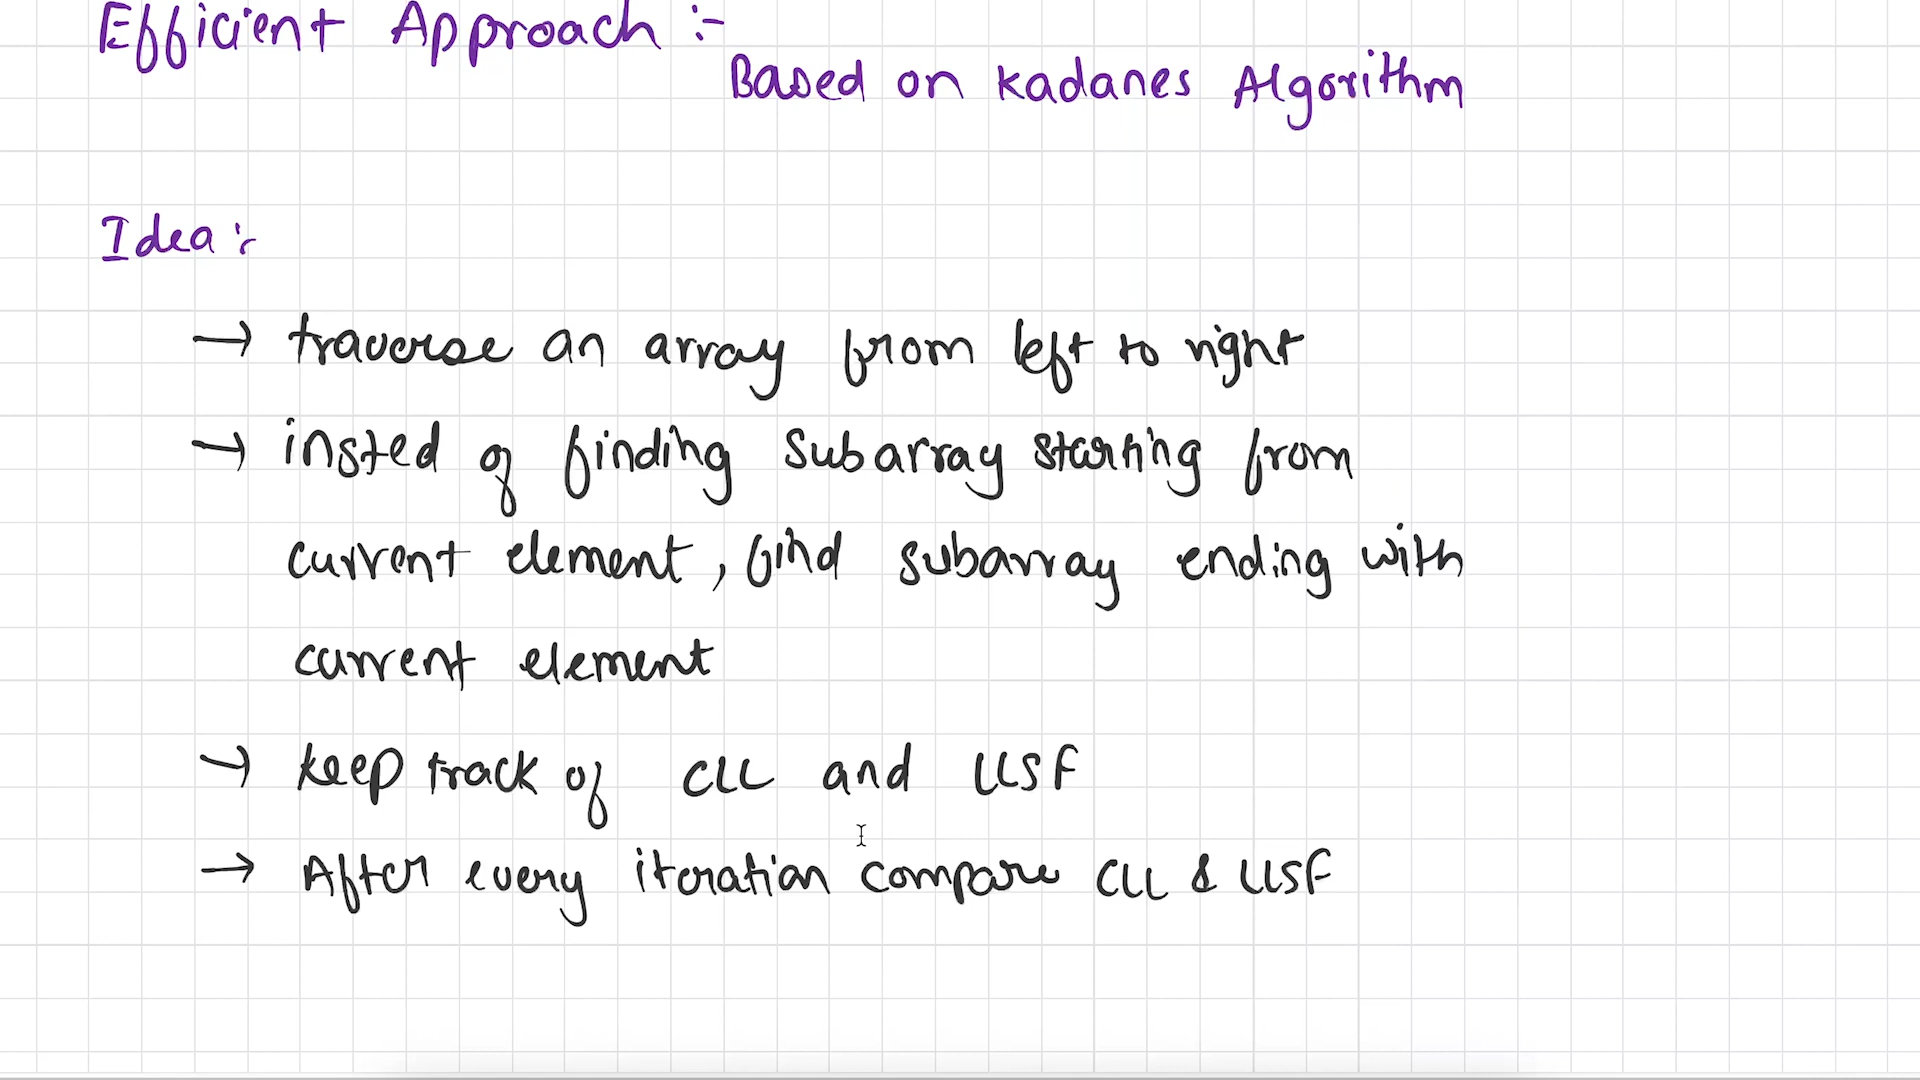 Efficient Approach :-
Based on Kadanes Algorithm
Idea :-
→ traverse an array from left to right
→ insted of finding subarray starting from
current element, find subarray ending with
current element
→ keep track of CLL and LLSF
→ After every iteration compare CLL & LLSF